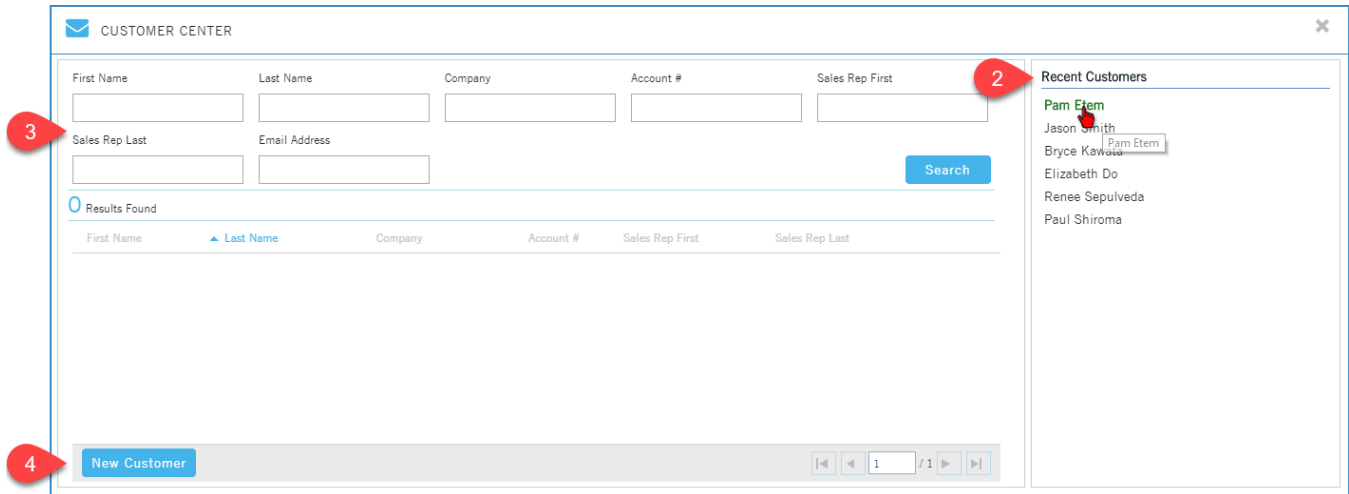 CUSTOMER CENTER
First Name Last Name Company Account # Sales Rep First
2
Recent Customers
Pam Etem
Jason Smith
Pam Etem
Bryce Kawata
Elizabeth Do
Renee Sepulveda
Paul Shiroma
3
Sales Rep Last Email Address
Search
0 Results Found
First Name Last Name Company Account # Sales Rep First Sales Rep Last
4
New Customer
1 / 1